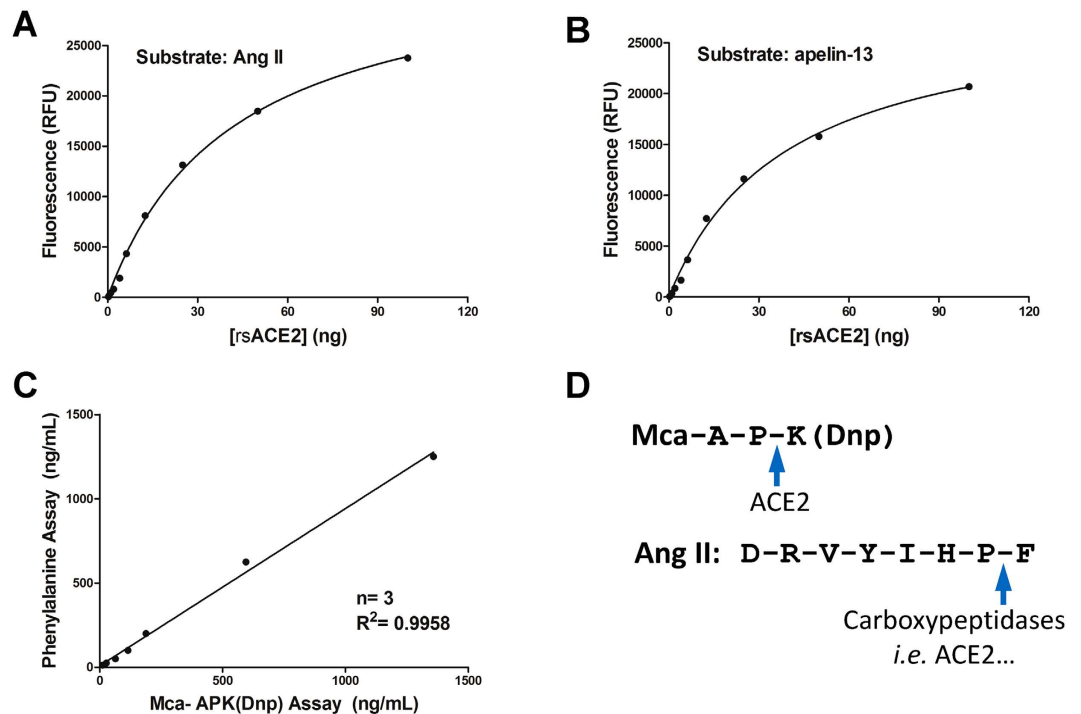 A
Substrate: Ang II
Fluorescence (RFU)
25000
20000
15000
10000
5000
0
0 30 60 90 120
[rsACE2] (ng)
B
Substrate: apelin-13
Fluorescence (RFU)
25000
20000
15000
10000
5000
0
0 30 60 90 120
[rsACE2] (ng)
C
Phenylalanine Assay (ng/mL)
1500
1000
500
0
0 500 1000 1500
n= 3
R²= 0.9958
Mca- APK(Dnp) Assay (ng/mL)
D
Mca-A-P-K(Dnp)
ACE2
Ang II: D-R-V-Y-I-H-P-F
Carboxypeptidases
i.e. ACE2...